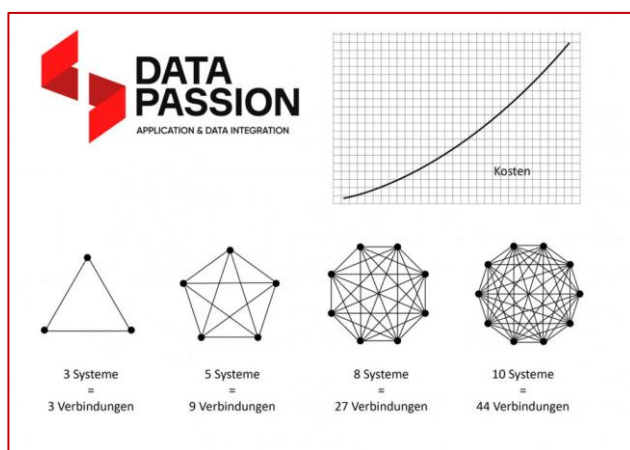 DATA
PASSION
APPLICATION & DATA INTEGRATION
Kosten
3 Systeme
=
3 Verbindungen
5 Systeme
=
9 Verbindungen
8 Systeme
=
27 Verbindungen
10 Systeme
=
44 Verbindungen